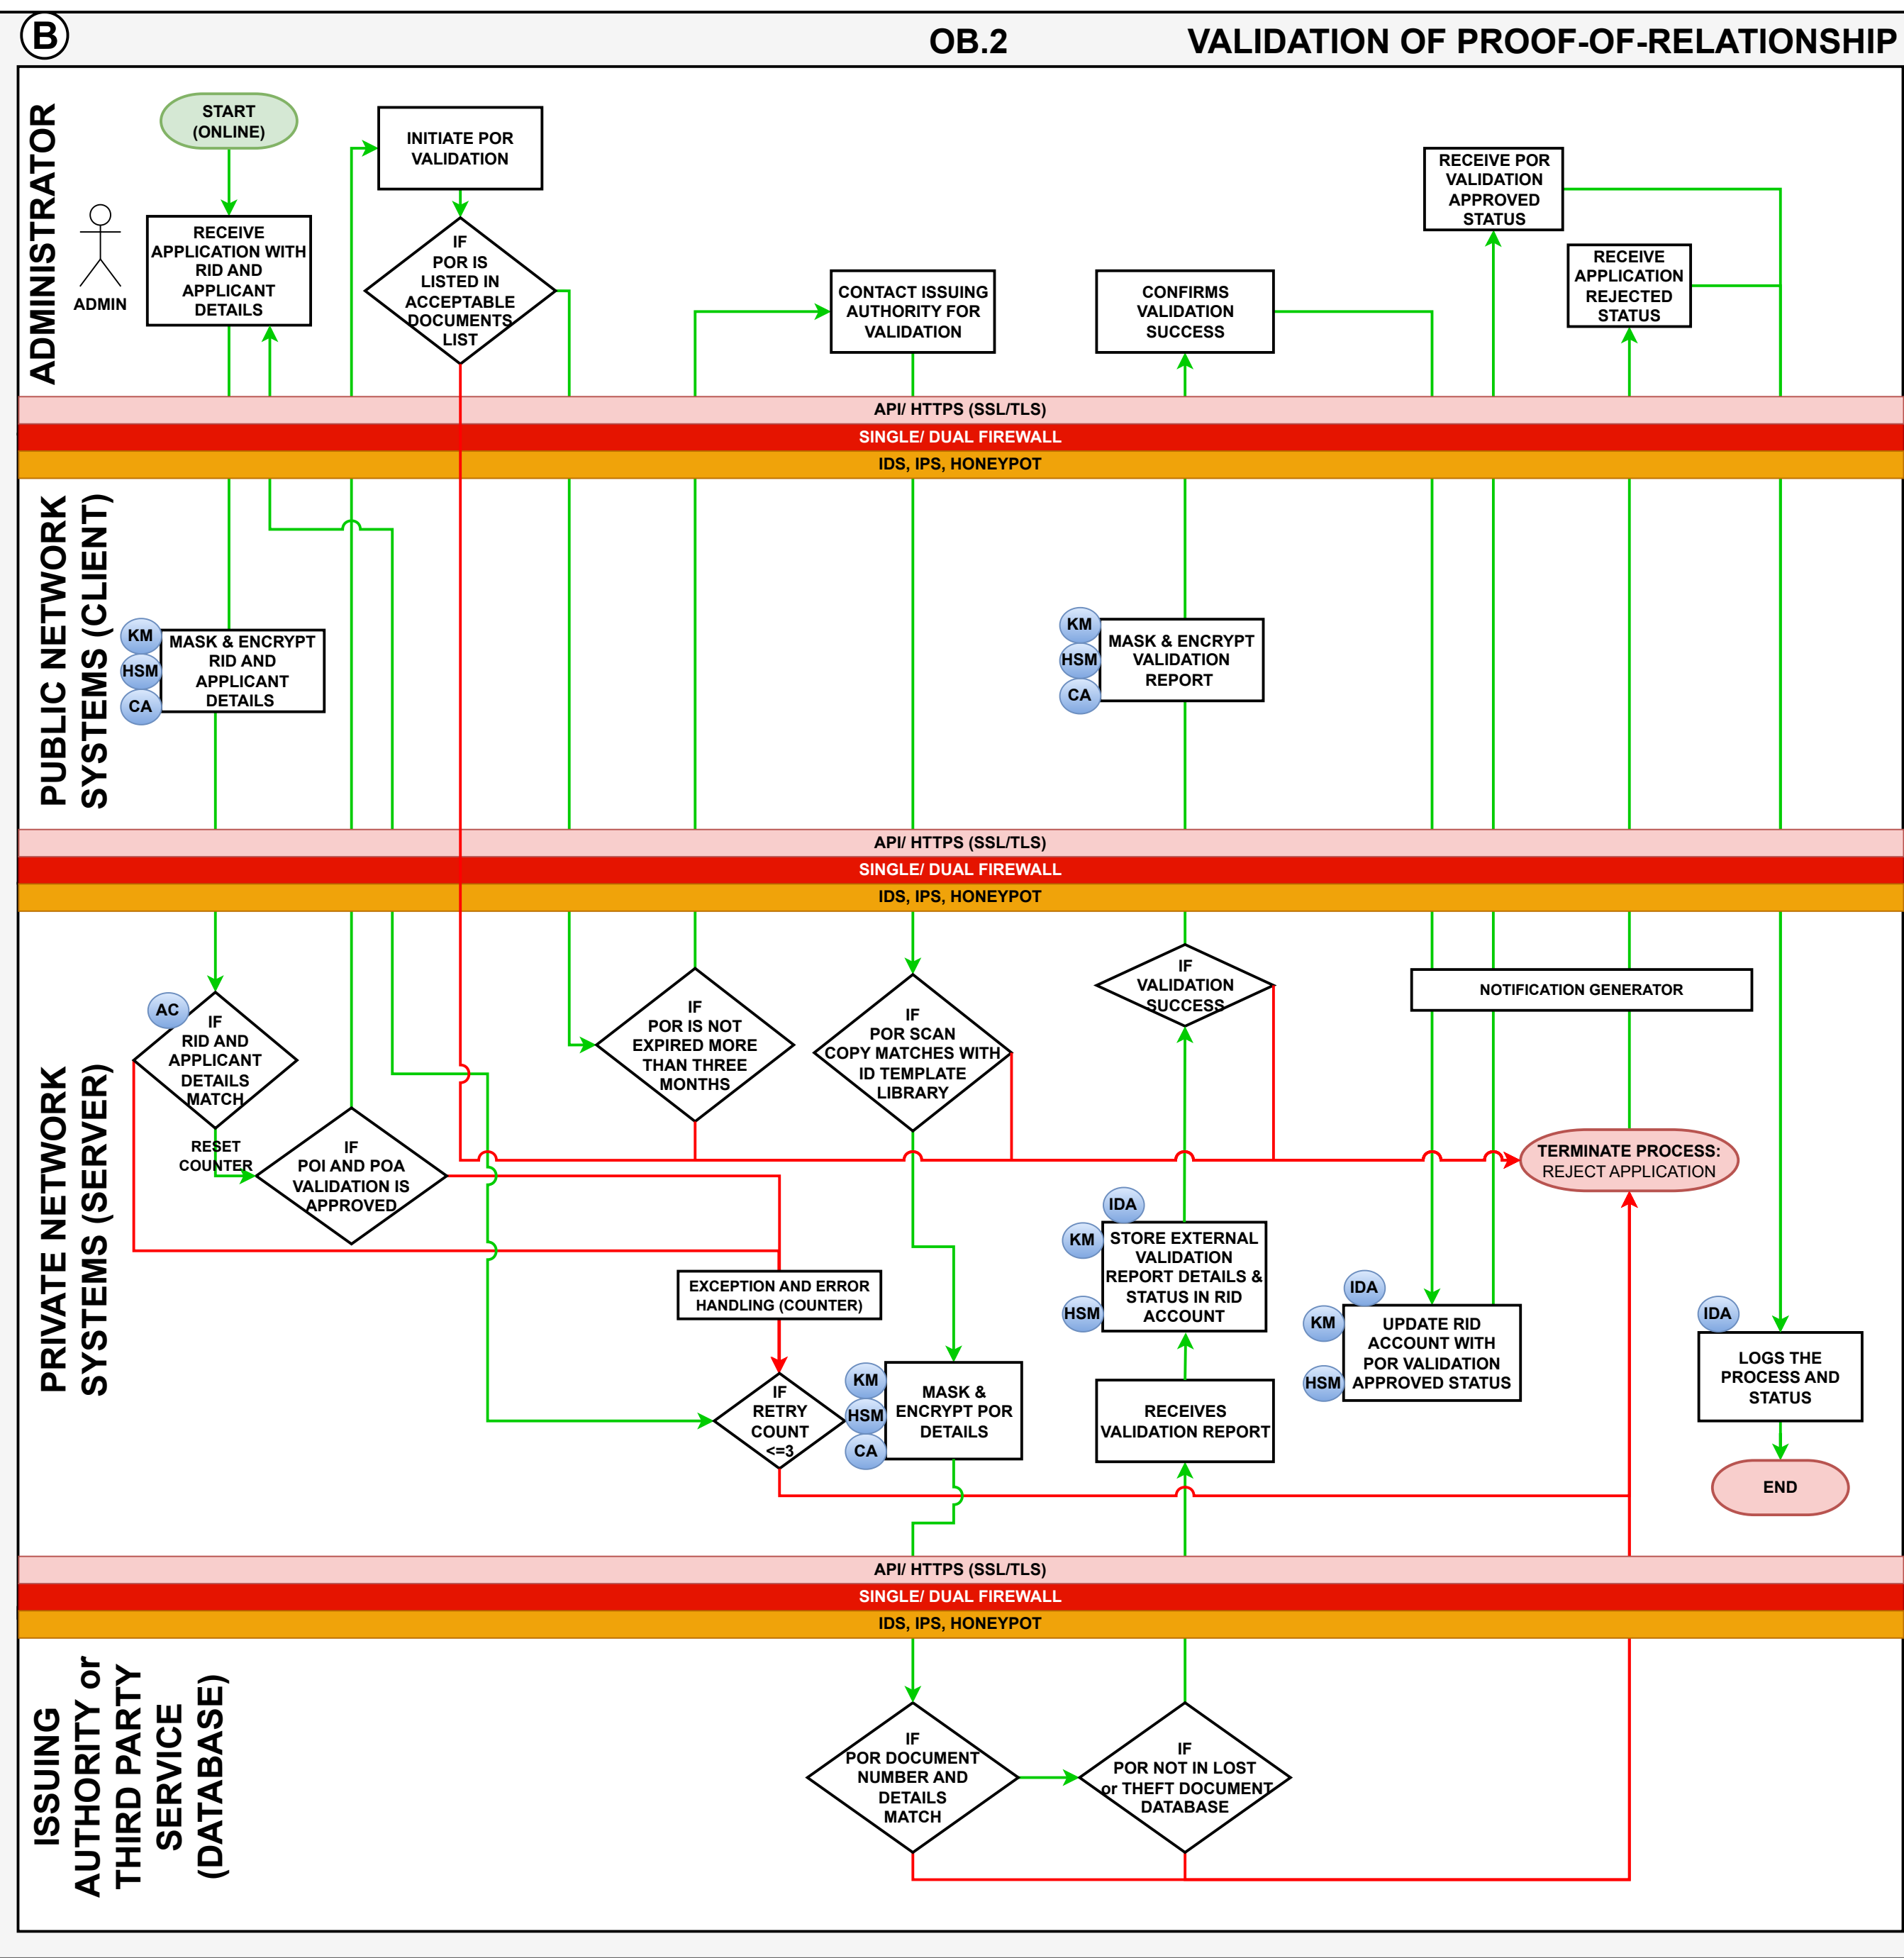 B
OB.2
VALIDATION OF PROOF-OF-RELATIONSHIP
ADMINISTRATOR
START
(ONLINE)
ADMIN
RECEIVE
APPLICATION WITH
RID AND
APPLICANT
DETAILS
INITIATE POR
VALIDATION
IF
POR IS
LISTED IN
ACCEPTABLE
DOCUMENTS
LIST
CONTACT ISSUING
AUTHORITY FOR
VALIDATION
CONFIRMS
VALIDATION
SUCCESS
RECEIVE POR
VALIDATION
APPROVED
STATUS
RECEIVE
APPLICATION
REJECTED
STATUS
API/ HTTPS (SSL/TLS)
SINGLE/ DUAL FIREWALL
IDS, IPS, HONEYPOT
PUBLIC NETWORK
SYSTEMS (CLIENT)
KM
HSM
CA
MASK & ENCRYPT
RID AND
APPLICANT
DETAILS
KM
HSM
CA
MASK & ENCRYPT
VALIDATION
REPORT
API/ HTTPS (SSL/TLS)
SINGLE/ DUAL FIREWALL
IDS, IPS, HONEYPOT
PRIVATE NETWORK
SYSTEMS (SERVER)
AC
IF
RID AND
APPLICANT
DETAILS
MATCH
RESET
COUNTER
IF
POI AND POA
VALIDATION IS
APPROVED
IF
POR IS NOT
EXPIRED MORE
THAN THREE
MONTHS
IF
POR SCAN
COPY MATCHES WITH
ID TEMPLATE
LIBRARY
IF
VALIDATION
SUCCESS
NOTIFICATION GENERATOR
TERMINATE PROCESS:
REJECT APPLICATION
EXCEPTION AND ERROR
HANDLING (COUNTER)
IF
RETRY
COUNT
<=3
KM
HSM
CA
MASK &
ENCRYPT POR
DETAILS
IDA
KM
HSM
STORE EXTERNAL
VALIDATION
REPORT DETAILS &
STATUS IN RID
ACCOUNT
RECEIVES
VALIDATION REPORT
IDA
KM
HSM
UPDATE RID
ACCOUNT WITH
POR VALIDATION
APPROVED STATUS
IDA
LOGS THE
PROCESS AND
STATUS
END
API/ HTTPS (SSL/TLS)
SINGLE/ DUAL FIREWALL
IDS, IPS, HONEYPOT
ISSUING
AUTHORITY or
THIRD PARTY
SERVICE
(DATABASE)
IF
POR DOCUMENT
NUMBER AND
DETAILS
MATCH
IF
POR NOT IN LOST
or THEFT DOCUMENT
DATABASE